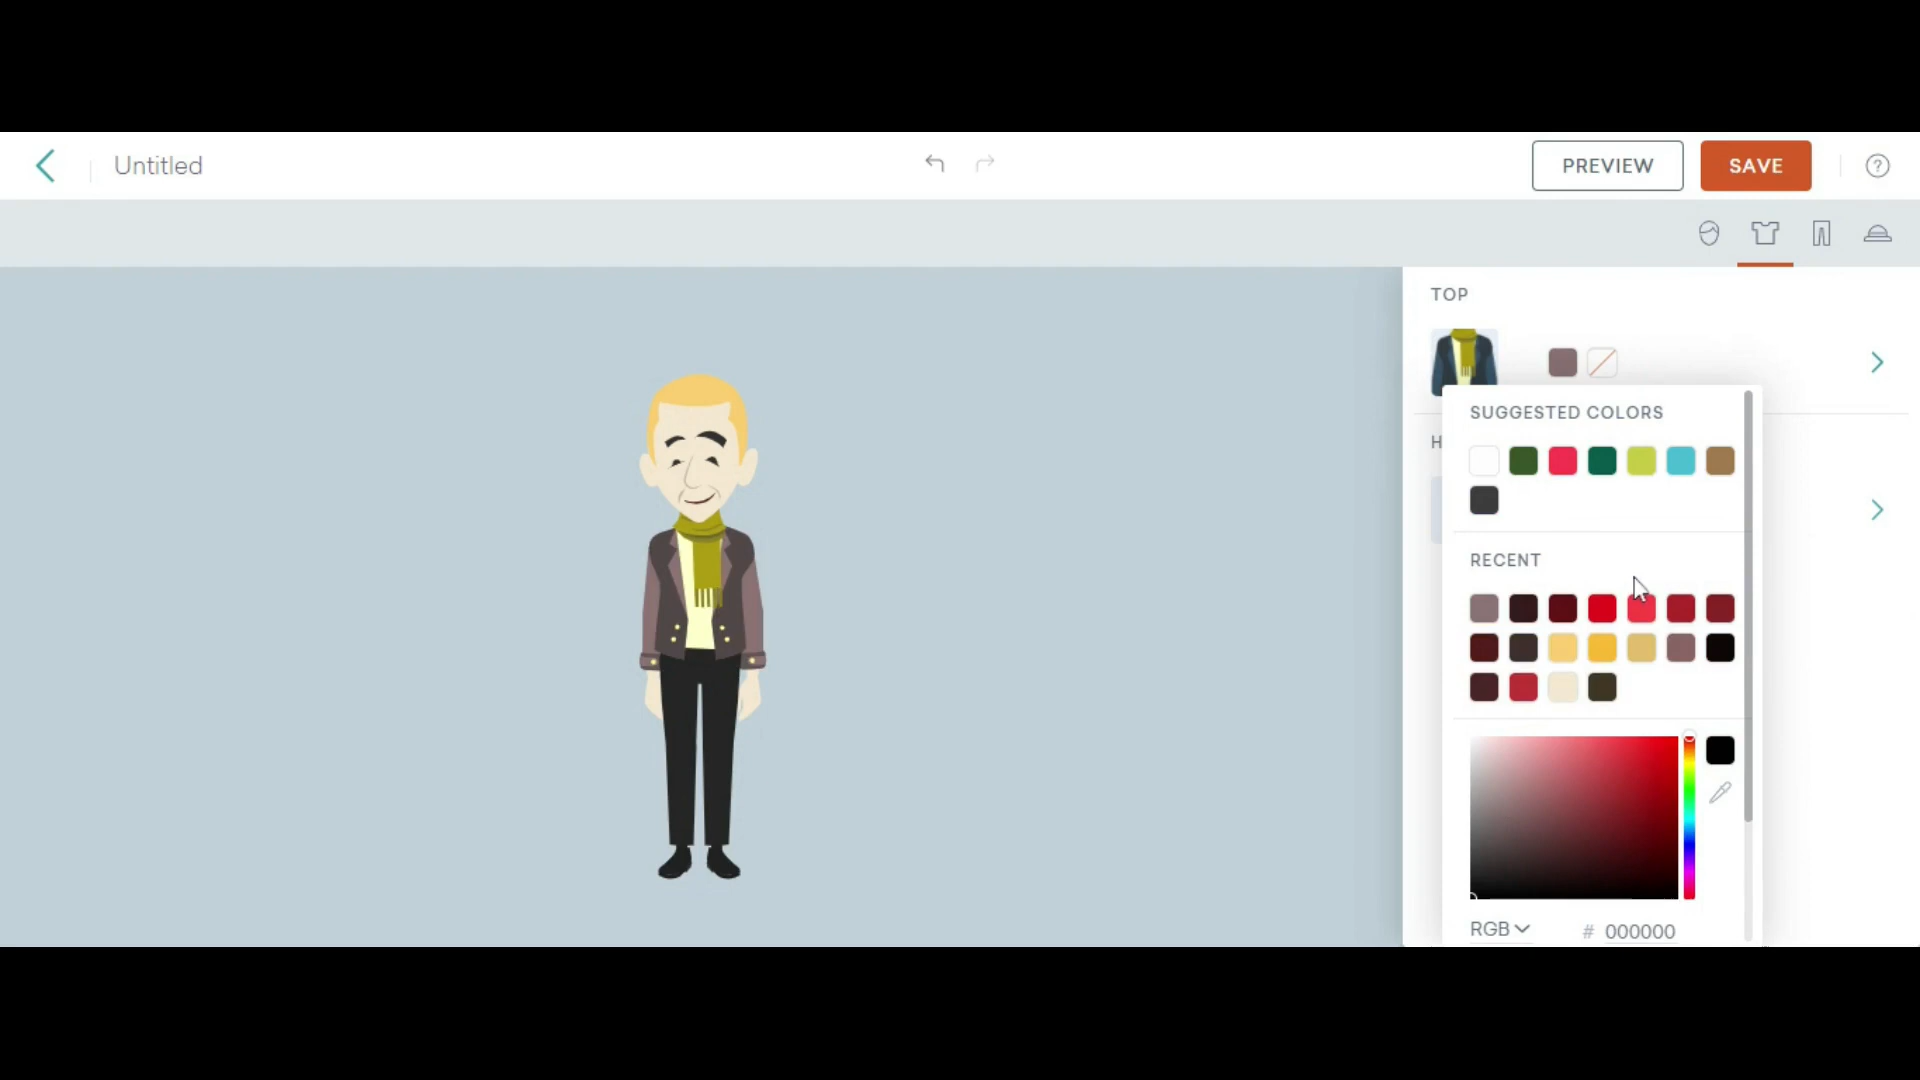 Untitled
PREVIEW
SAVE
?
TOP
SUGGESTED COLORS
H
RECENT
RGB
# 000000